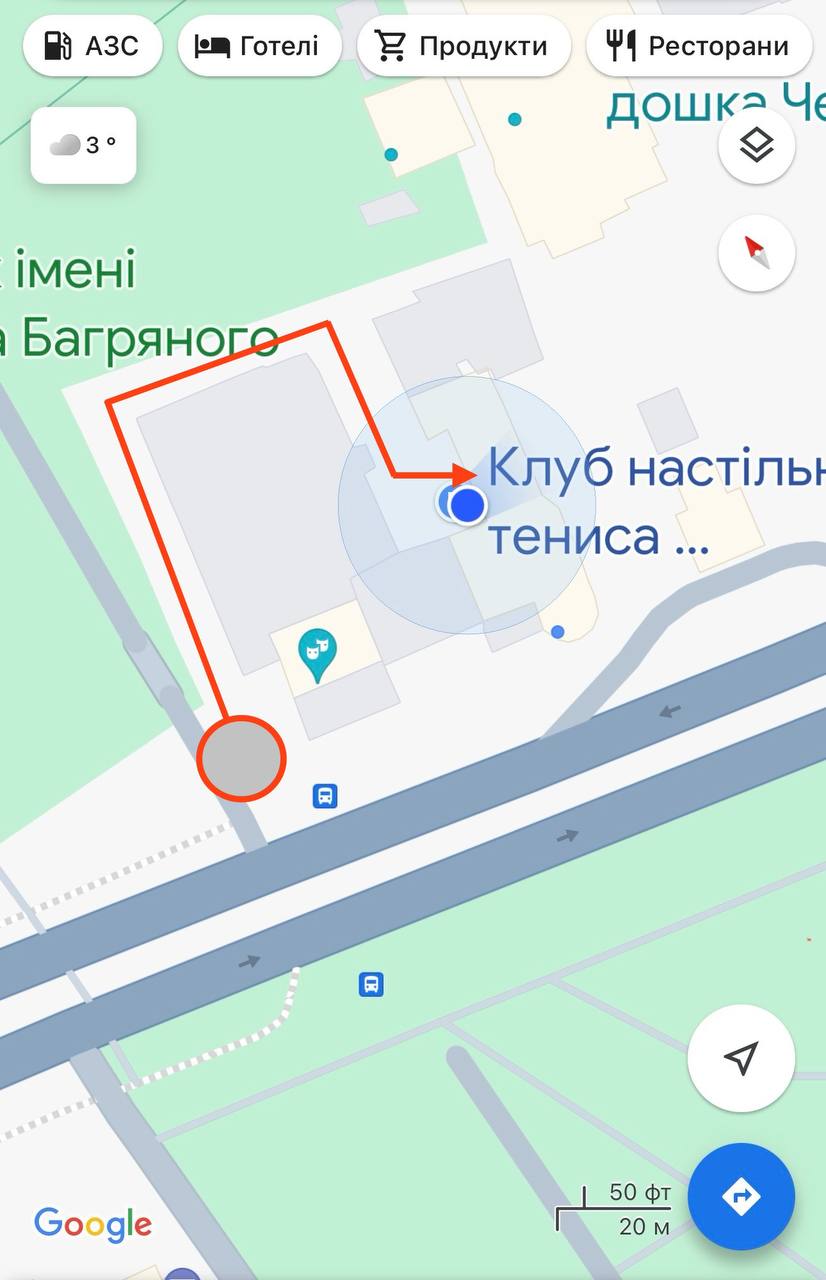 АЗС
Готелі
Продукти
Ресторани
дошка Че
3 °
імені
а Багряного
Клуб настільн
тениса ...
50 фт
20 м
Google